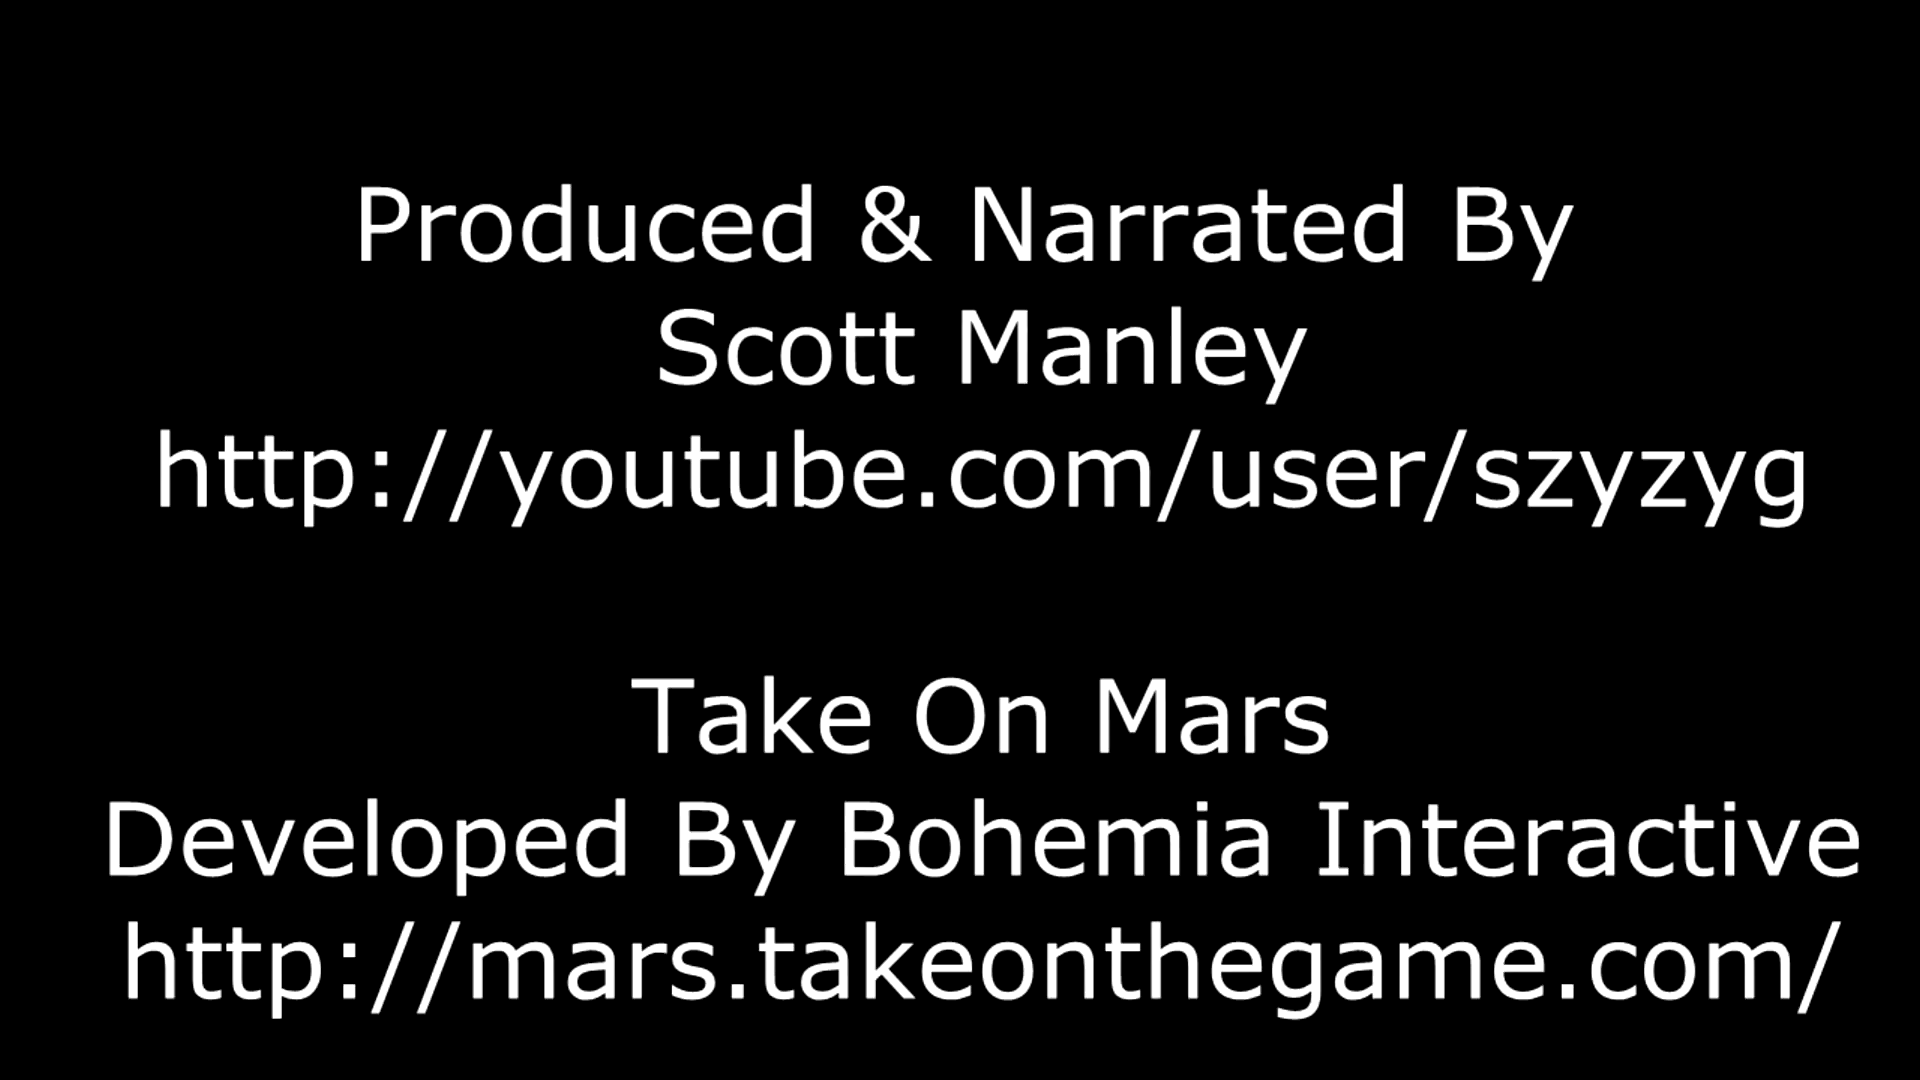 Produced & Narrated By
Scott Manley
http://youtube.com/user/szyzyg
Take On Mars
Developed By Bohemia Interactive
http://mars.takeonthegame.com/